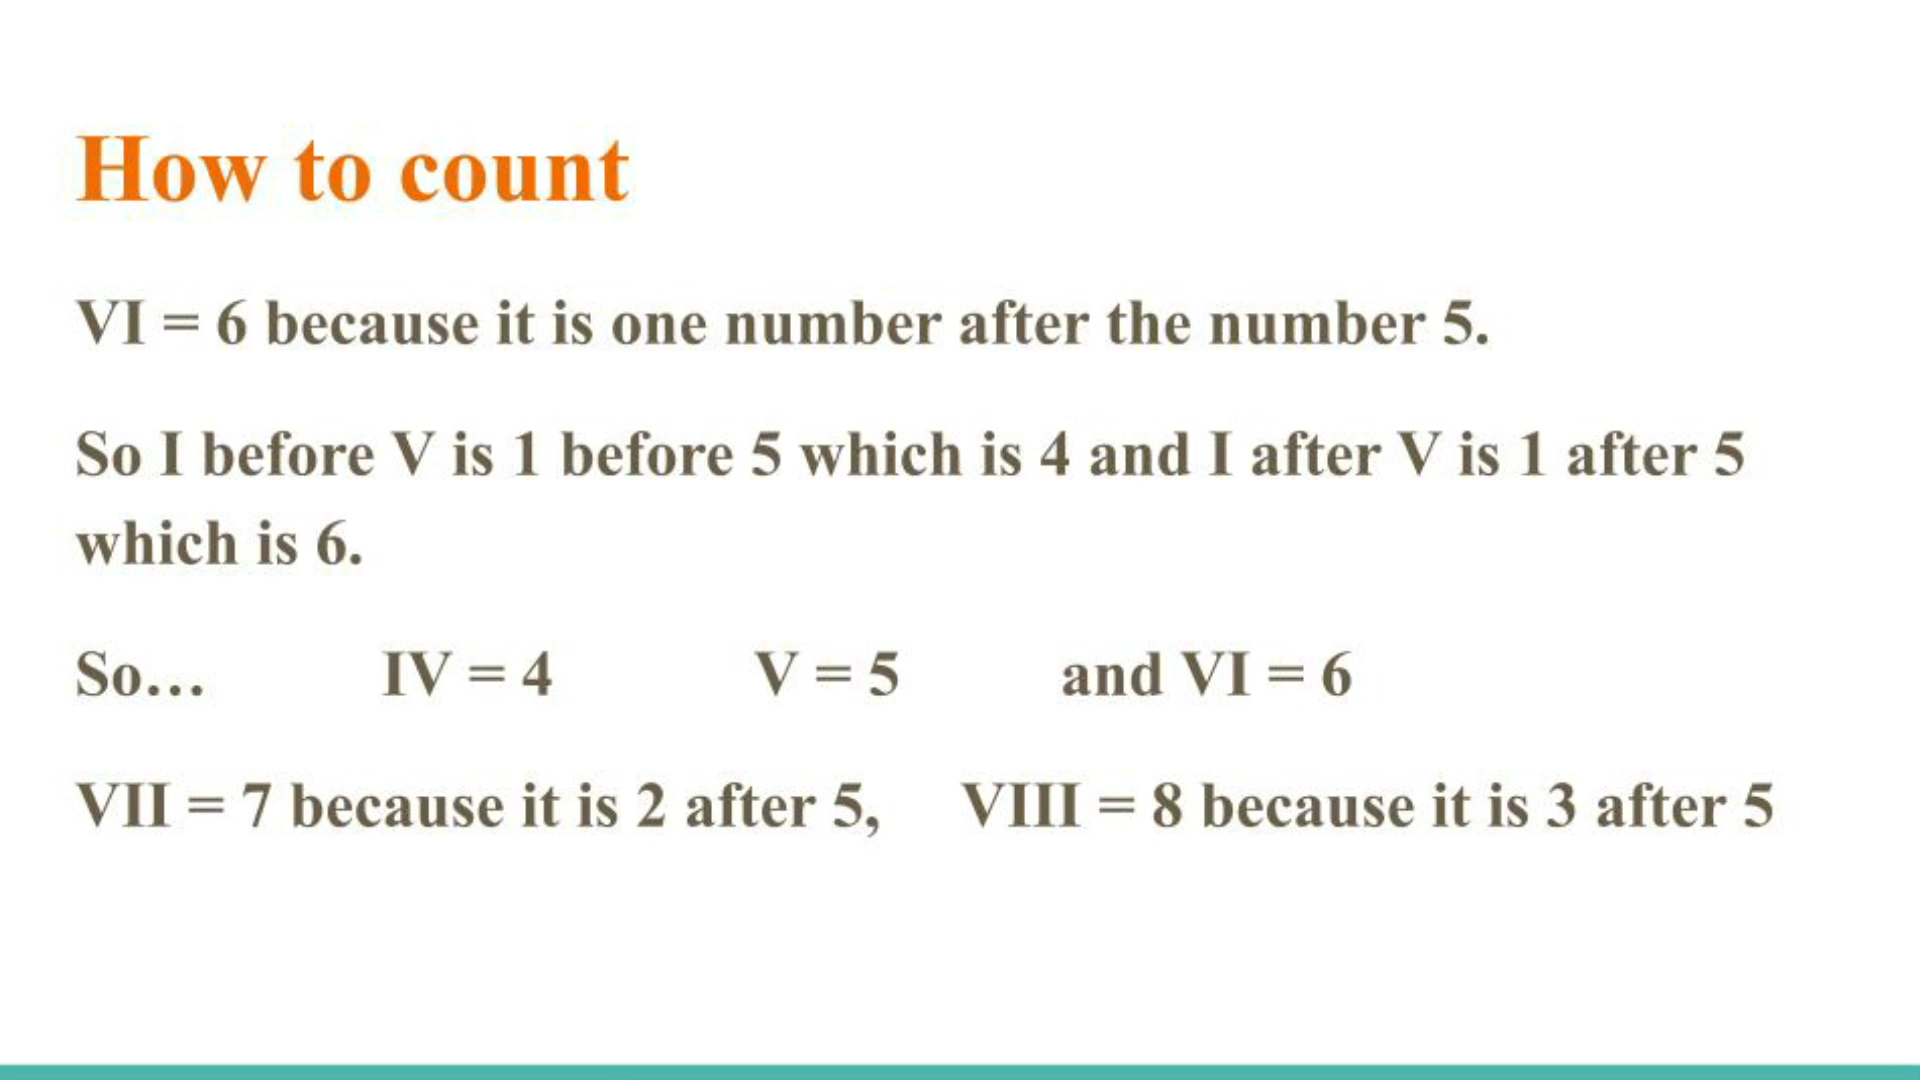 How to count
VI = 6 because it is one number after the number 5.
So I before V is 1 before 5 which is 4 and I after V is 1 after 5
which is 6.
So… IV = 4 V = 5 and VI = 6
VII = 7 because it is 2 after 5, VIII = 8 because it is 3 after 5